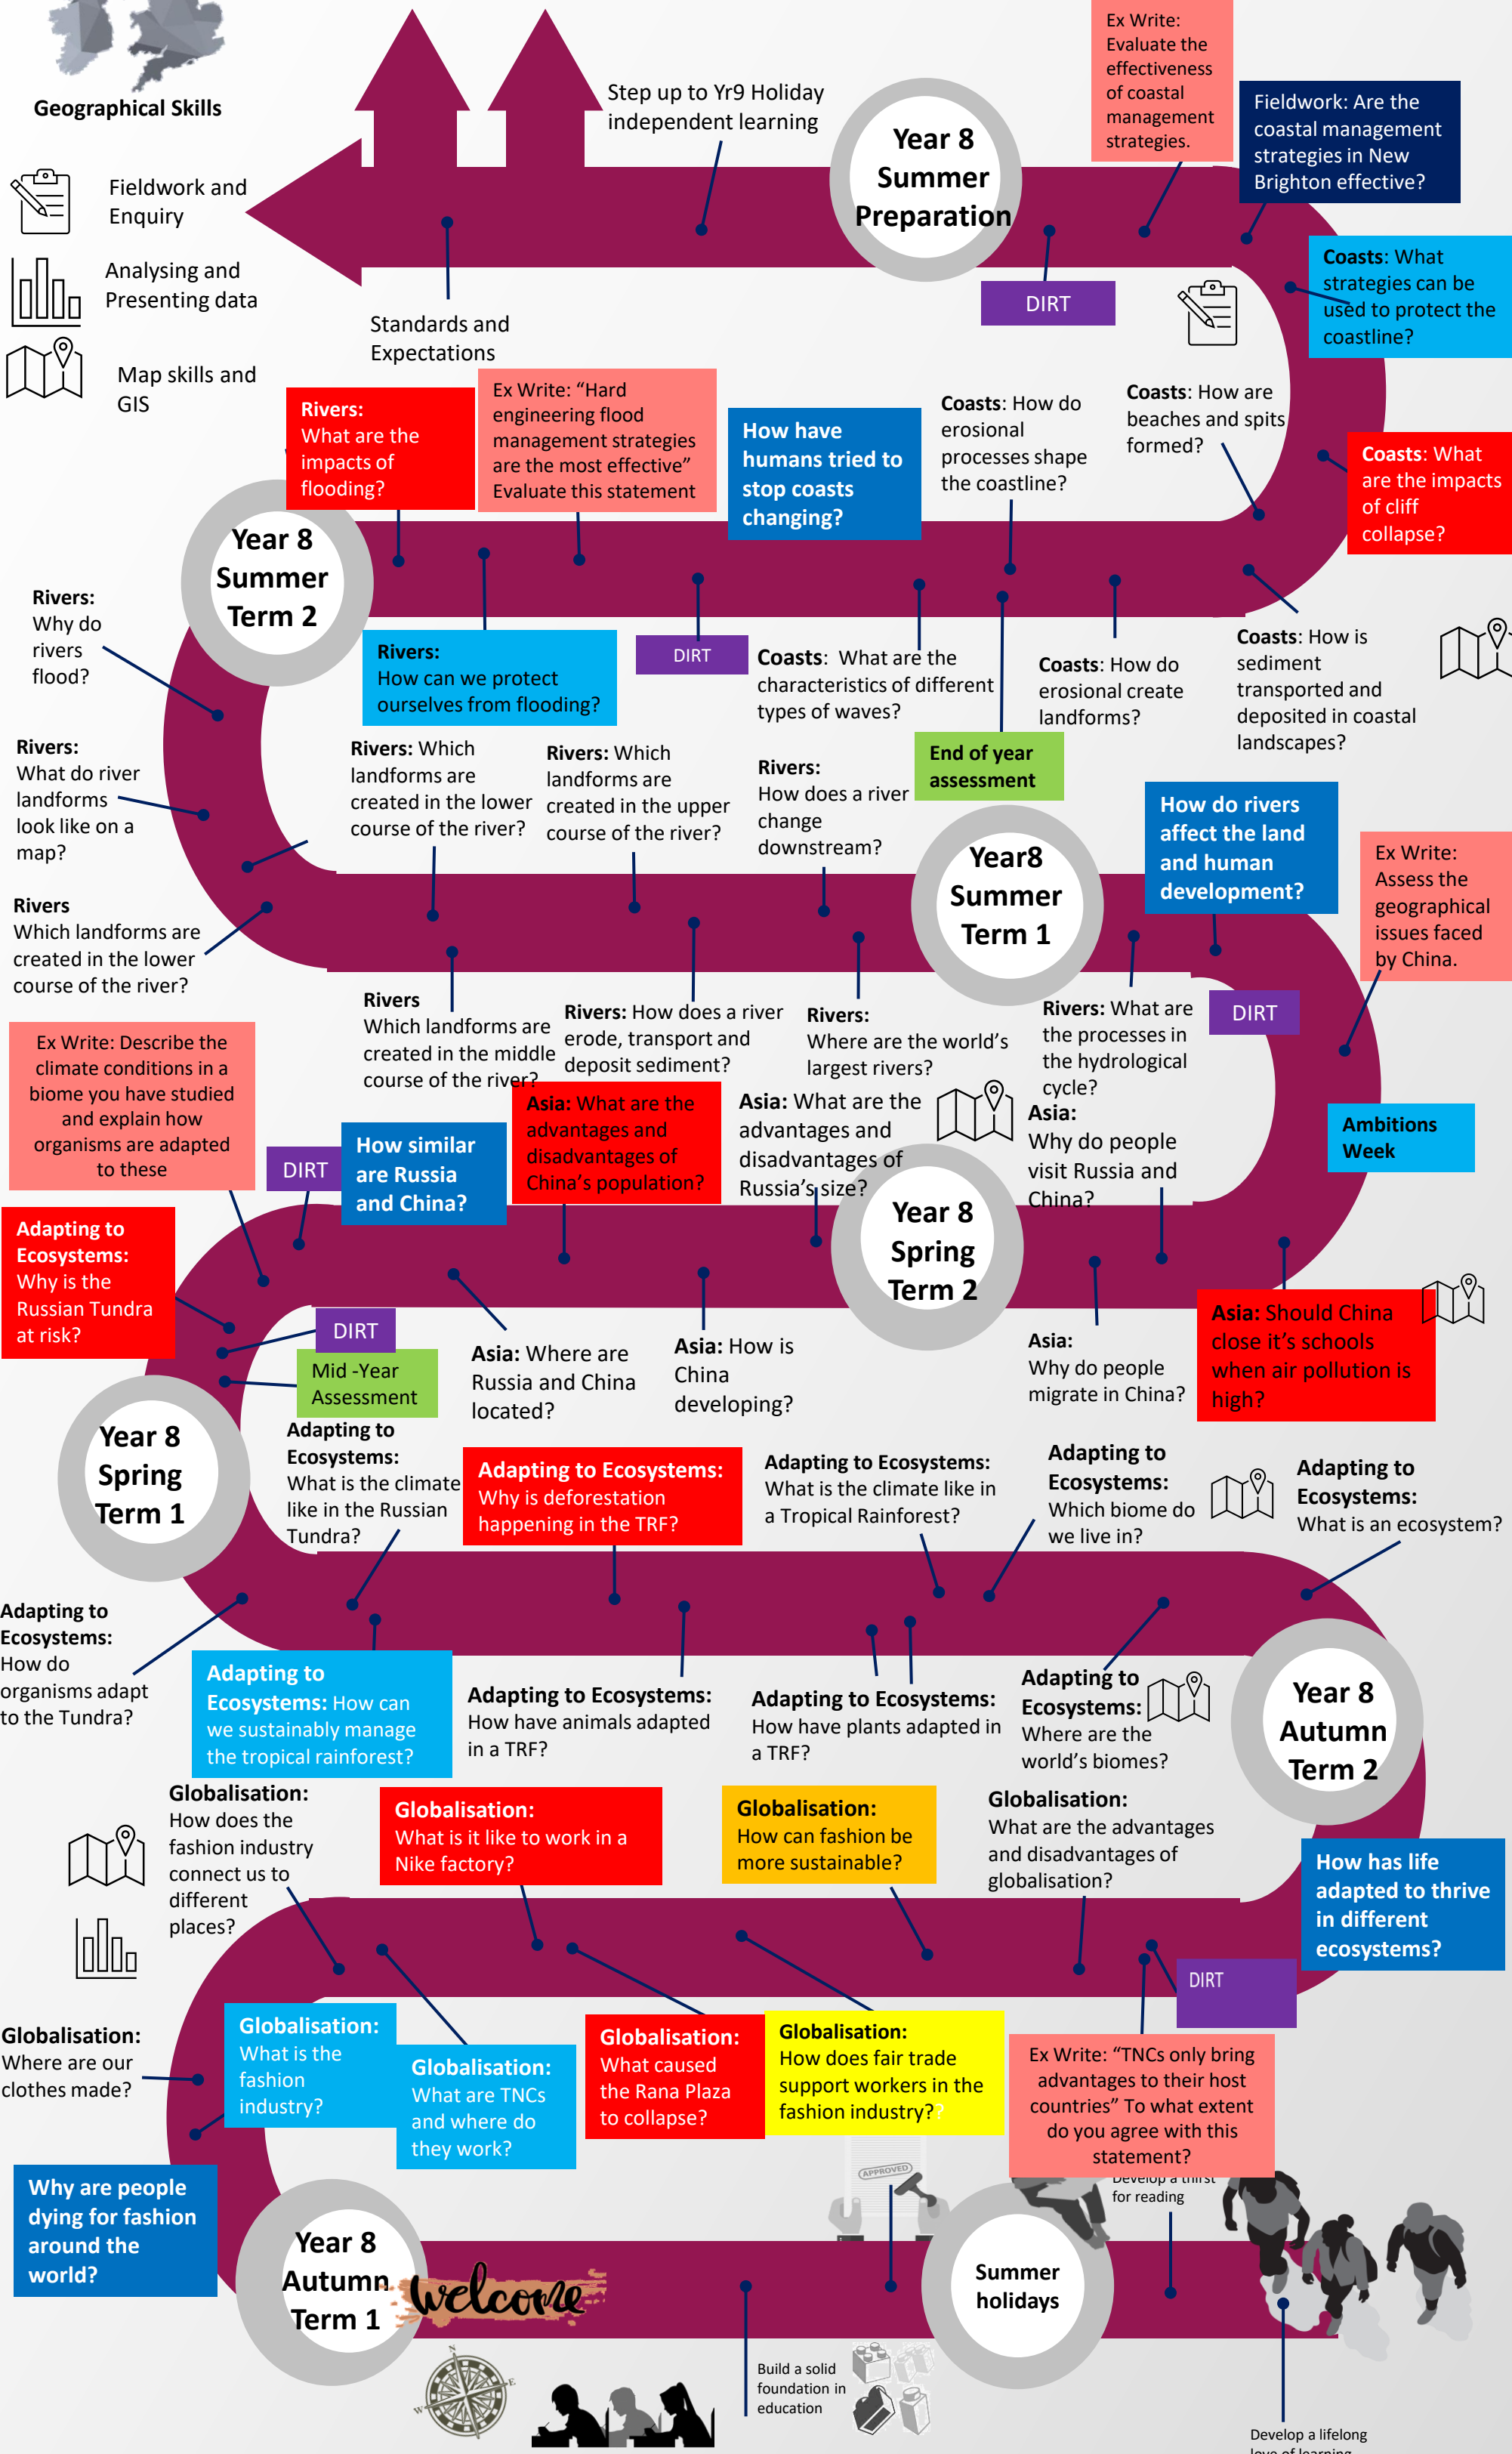 Geographical Skills
Fieldwork and
Enquiry
Analysing and
Presenting data
Map skills and
GIS
Step up to Yr9 Holiday
independent learning
Year 8
Summer
Preparation
Ex Write:
Evaluate the
effectiveness
of coastal
management
strategies.
Fieldwork: Are the
coastal management
strategies in New
Brighton effective?
Coasts: What
strategies can be
used to protect the
coastline?
DIRT
Standards and
Expectations
Rivers:
What are the
impacts of
flooding?
Ex Write: “Hard
engineering flood
management strategies
are the most effective”
Evaluate this statement
How have
humans tried to
stop coasts
changing?
Coasts: How do
erosional
processes shape
the coastline?
Coasts: How are
beaches and spits
formed?
Coasts: What
are the impacts
of cliff
collapse?
Year 8
Summer
Term 2
Rivers:
Why do
rivers
flood?
Rivers:
How can we protect
ourselves from flooding?
DIRT
Coasts: What are the
characteristics of different
types of waves?
Coasts: How do
erosional create
landforms?
Coasts: How is
sediment
transported and
deposited in coastal
landscapes?
Rivers:
What do river
landforms
look like on a
map?
Rivers: Which
landforms are
created in the lower
course of the river?
Rivers: Which
landforms are
created in the upper
course of the river?
Rivers:
How does a river
change
downstream?
End of year
assessment
Year8
Summer
Term 1
How do rivers
affect the land
and human
development?
Ex Write:
Assess the
geographical
issues faced
by China.
Rivers
Which landforms are
created in the lower
course of the river?
Rivers
Which landforms are
created in the middle
course of the river?
Rivers: How does a river
erode, transport and
deposit sediment?
Rivers:
Where are the world’s
largest rivers?
Rivers: What are
the processes in
the hydrological
cycle?
DIRT
Ex Write: Describe the
climate conditions in a
biome you have studied
and explain how
organisms are adapted
to these
DIRT
How similar
are Russia
and China?
Asia: What are the
advantages and
disadvantages of
China’s population?
Asia: What are the
advantages and
disadvantages of
Russia’s size?
Asia:
Why do people
visit Russia and
China?
Ambitions
Week
Year 8
Spring
Term 2
Adapting to
Ecosystems:
Why is the
Russian Tundra
at risk?
DIRT
Mid -Year
Assessment
Asia: Where are
Russia and China
located?
Asia: How is
China
developing?
Asia:
Why do people
migrate in China?
Asia: Should China
close it’s schools
when air pollution is
high?
Year 8
Spring
Term 1
Adapting to
Ecosystems:
What is the climate
like in the Russian
Tundra?
Adapting to Ecosystems:
Why is deforestation
happening in the TRF?
Adapting to Ecosystems:
What is the climate like in
a Tropical Rainforest?
Adapting to
Ecosystems:
Which biome do
we live in?
Adapting to
Ecosystems:
What is an ecosystem?
Adapting to
Ecosystems:
How do
organisms adapt
to the Tundra?
Adapting to
Ecosystems: How can
we sustainably manage
the tropical rainforest?
Adapting to Ecosystems:
How have animals adapted
in a TRF?
Adapting to Ecosystems:
How have plants adapted in
a TRF?
Adapting to
Ecosystems:
Where are the
world’s biomes?
Year 8
Autumn
Term 2
Globalisation:
How does the
fashion industry
connect us to
different
places?
Globalisation:
What is it like to work in a
Nike factory?
Globalisation:
How can fashion be
more sustainable?
Globalisation:
What are the advantages
and disadvantages of
globalisation?
How has life
adapted to thrive
in different
ecosystems?
DIRT
Globalisation:
Where are our
clothes made?
Globalisation:
What is the
fashion
industry?
Globalisation:
What are TNCs
and where do
they work?
Globalisation:
What caused
the Rana Plaza
to collapse?
Globalisation:
How does fair trade
support workers in the
fashion industry??
Ex Write: “TNCs only bring
advantages to their host
countries” To what extent
do you agree with this
statement?
Why are people
dying for fashion
around the
world?
APPROVED
Develop a thirst
for reading
Year 8
Autumn
Term 1
welcome
Summer
holidays
N
E
W
Build a solid
foundation in
education
Develop a lifelong
love of learning